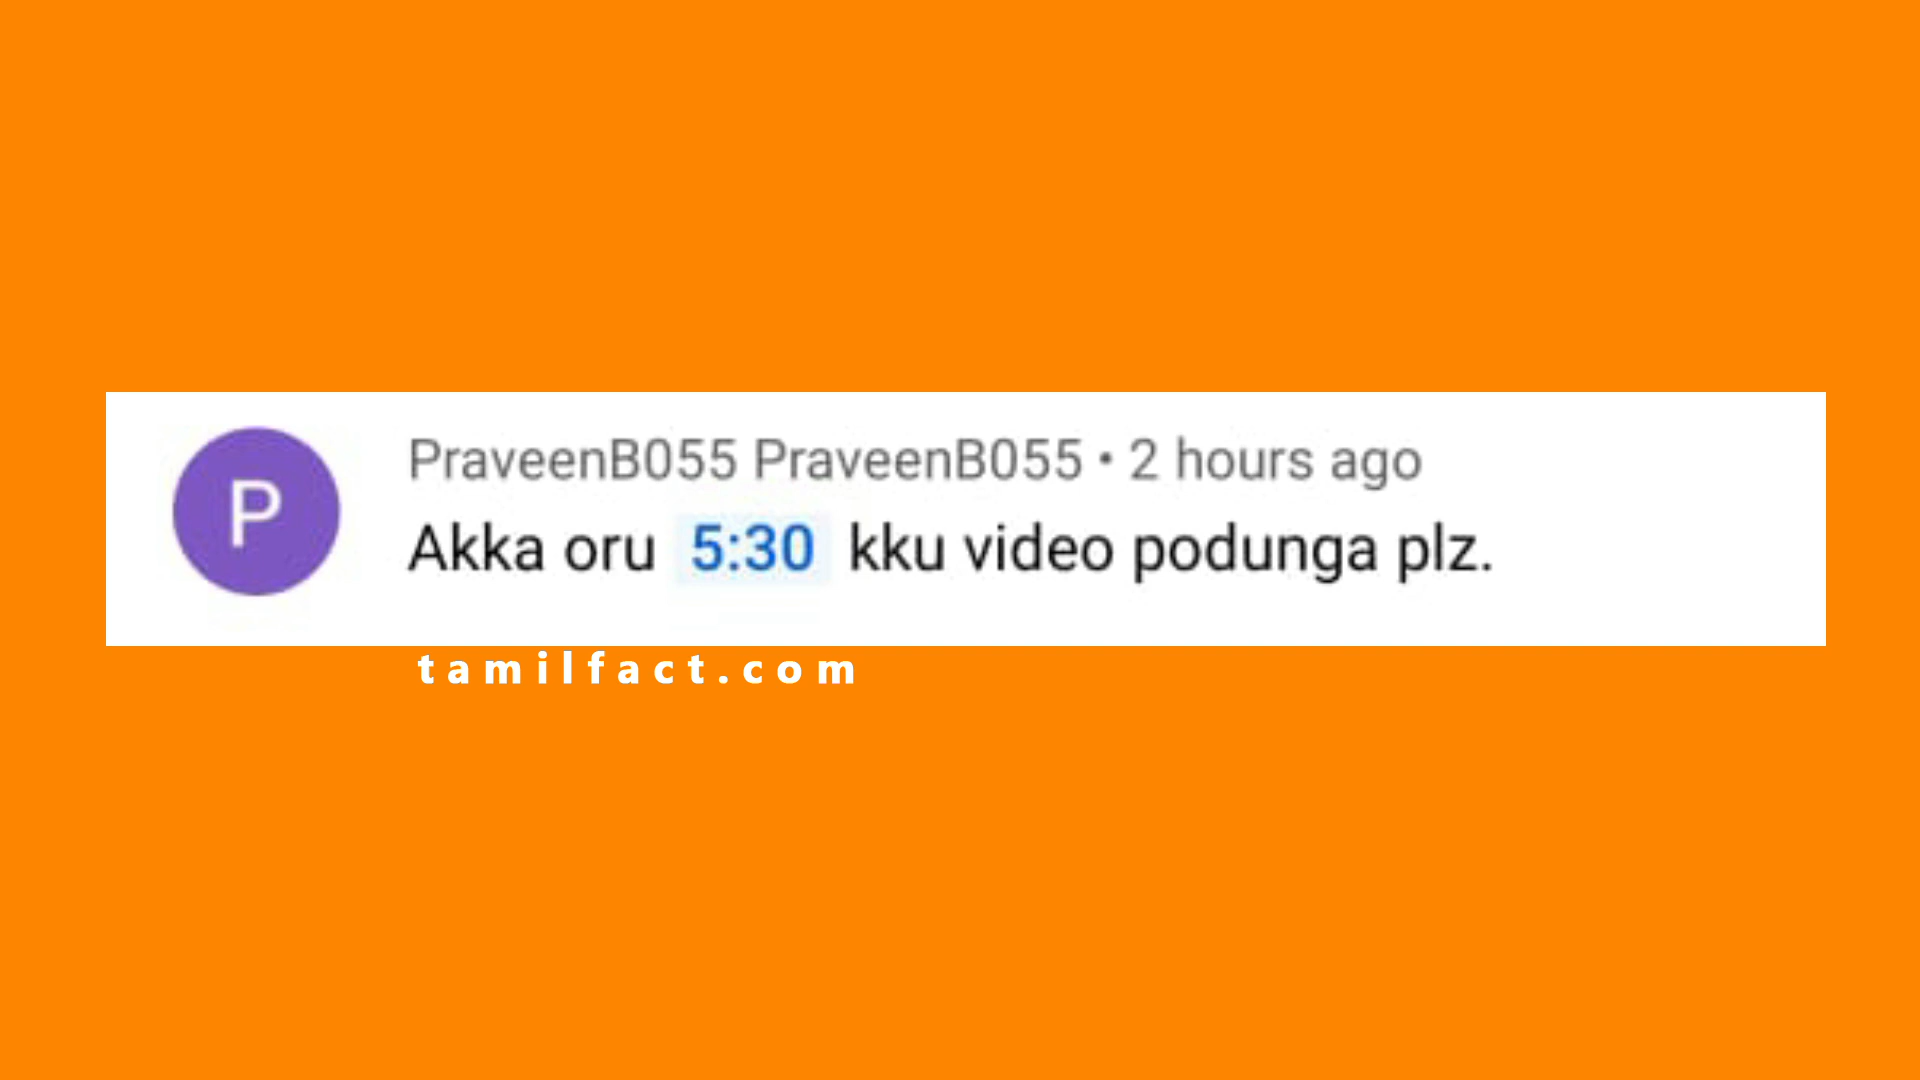 P
PraveenB055 PraveenB055 • 2 hours ago
Akka oru 5:30 kku video podunga plz.
tamilfact.com